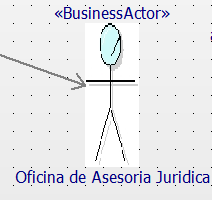 «BusinessActor»
Oficina de Asesoria Juridica